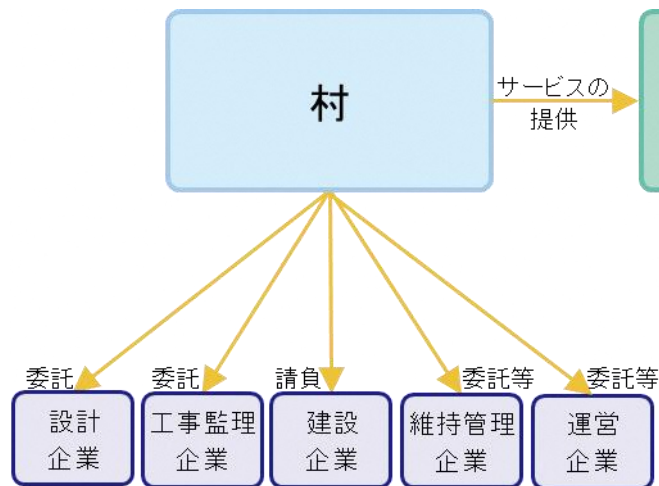 村
サービスの
提供
委託
委託
請負
委託等
委託等
設計
企業
工事監理
企業
建設
企業
維持管理
企業
運営
企業